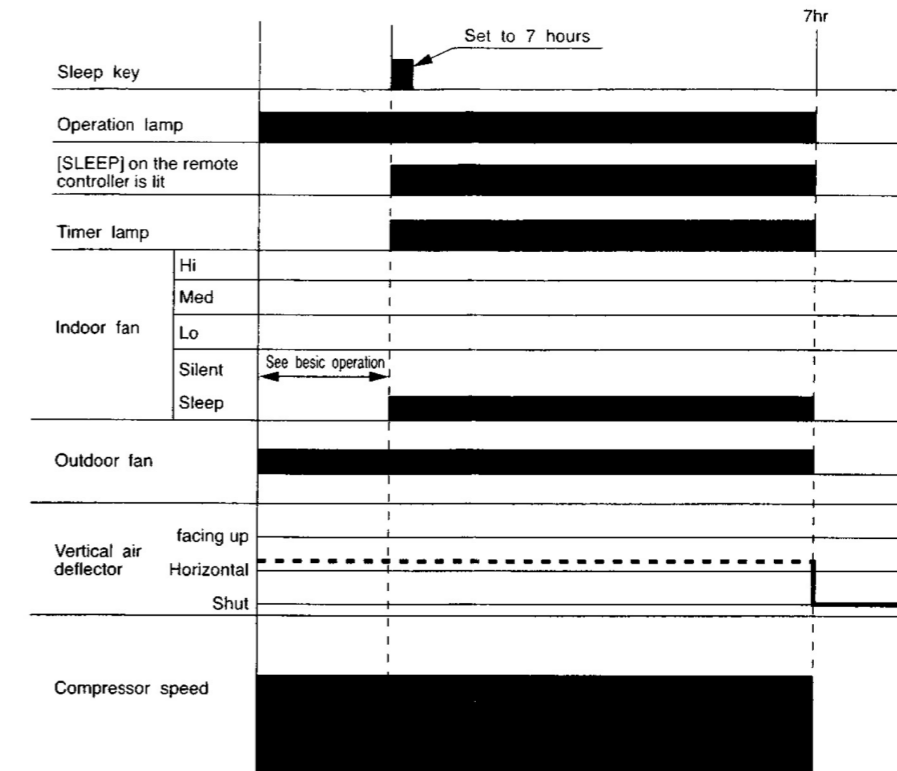 7hr
Set to 7 hours
Sleep key
Operation lamp
[SLEEP] on the remote
controller is lit
Timer lamp
Indoor fan
Hi
Med
Lo
Silent
See besic operation
Sleep
Outdoor fan
Vertical air
deflector
facing up
Horizontal
Shut
Compressor speed